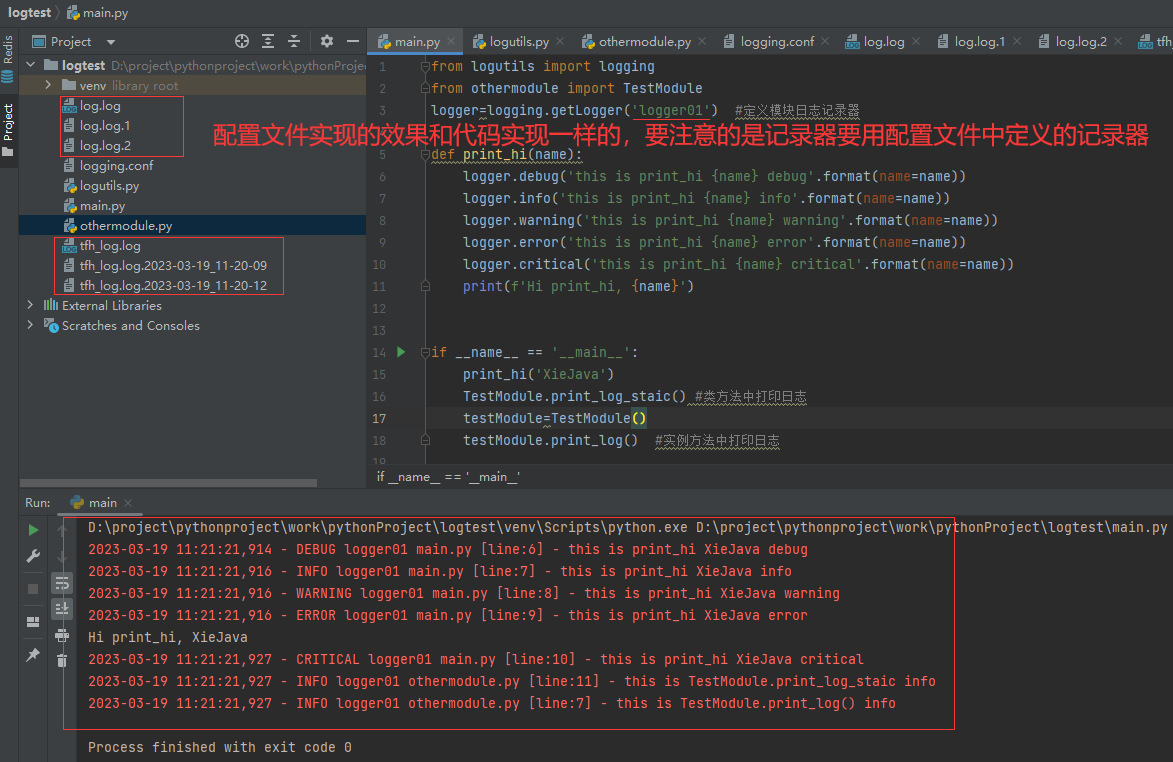 logtest main.py
Project
main.py logutils.py othermodule.py logging.conf log.log log.log.1 log.log.2 tfh_
Redis
Project
logtest D:\project\pythonproject\work\pythonProje
venv library root
log.log
log.log.1
log.log.2
logging.conf
logutils.py
main.py
othermodule.py
tfh_log.log
tfh_log.log.2023-03-19_11-20-09
tfh_log.log.2023-03-19_11-20-12
External Libraries
Scratches and Consoles
配置文件实现的效果和代码实现一样的，要注意的是记录器要用配置文件中定义的记录器
1 from logutils import logging
2 from othermodule import TestModule
3 logger=logging.getLogger('logger01') #定义模块日志记录器
5 def print_hi(name):
6 logger.debug('this is print_hi {name} debug'.format(name=name))
7 logger.info('this is print_hi {name} info'.format(name=name))
8 logger.warning('this is print_hi {name} warning'.format(name=name))
9 logger.error('this is print_hi {name} error'.format(name=name))
10 logger.critical('this is print_hi {name} critical'.format(name=name))
11 print(f'Hi print_hi, {name}')
12
13
14 if __name__ == '__main__':
15 print_hi('XieJava')
16 TestModule.print_log_staic() #类方法中打印日志
17 testModule=TestModule()
18 testModule.print_log() #实例方法中打印日志
19
if __name__ == '__main__'
Run: main
D:\project\pythonproject\work\pythonProject\logtest\venv\Scripts\python.exe D:\project\pythonproject\work\pythonProject\logtest\main.py
2023-03-19 11:21:21,914 - DEBUG logger01 main.py [line:6] - this is print_hi XieJava debug
2023-03-19 11:21:21,916 - INFO logger01 main.py [line:7] - this is print_hi XieJava info
2023-03-19 11:21:21,916 - WARNING logger01 main.py [line:8] - this is print_hi XieJava warning
2023-03-19 11:21:21,916 - ERROR logger01 main.py [line:9] - this is print_hi XieJava error
Hi print_hi, XieJava
2023-03-19 11:21:21,927 - CRITICAL logger01 main.py [line:10] - this is print_hi XieJava critical
2023-03-19 11:21:21,927 - INFO logger01 othermodule.py [line:11] - this is TestModule.print_log_staic info
2023-03-19 11:21:21,927 - INFO logger01 othermodule.py [line:7] - this is TestModule.print_log() info
Process finished with exit code 0